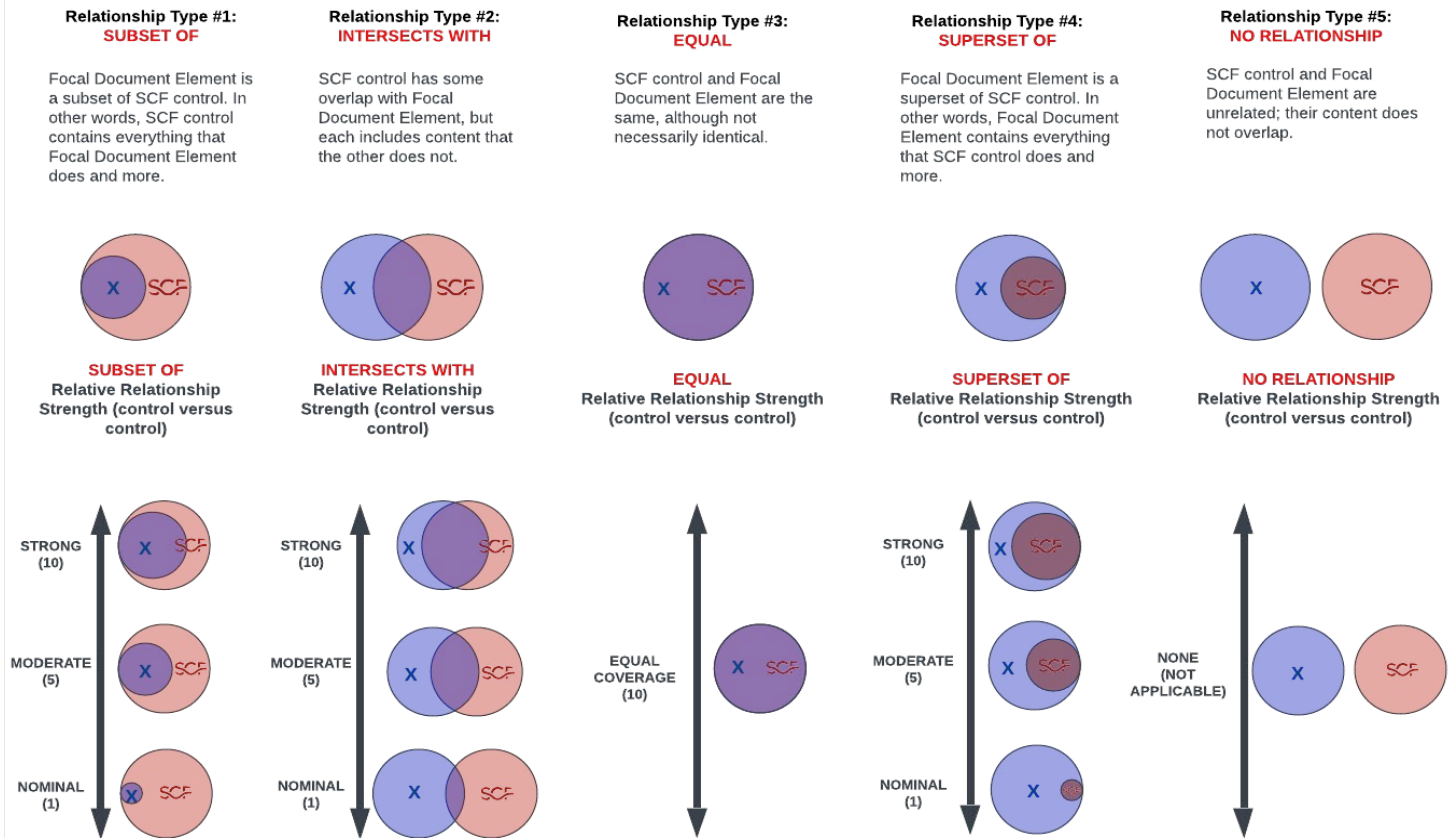 Relationship Type #1:
SUBSET OF
Focal Document Element is
a subset of SCF control. In
other words, SCF control
contains everything that
Focal Document Element
does and more.
X SCF
SUBSET OF
Relative Relationship
Strength (control versus
control)
STRONG
(10)
X SCF
MODERATE
(5)
X SCF
NOMINAL
(1)
X SCF
Relationship Type #2:
INTERSECTS WITH
SCF control has some
overlap with Focal
Document Element, but
each includes content that
the other does not.
X SCF
INTERSECTS WITH
Relative Relationship
Strength (control versus
control)
STRONG
(10)
X SCF
MODERATE
(5)
X SCF
NOMINAL
(1)
X SCF
Relationship Type #3:
EQUAL
SCF control and Focal
Document Element are the
same, although not
necessarily identical.
X SCF
EQUAL
Relative Relationship Strength
(control versus control)
EQUAL
COVERAGE
(10)
X SCF
Relationship Type #4:
SUPERSET OF
Focal Document Element is a
superset of SCF control. In
other words, Focal Document
Element contains everything
that SCF control does and
more.
X SCF
SUPERSET OF
Relative Relationship Strength
(control versus control)
STRONG
(10)
X SCF
MODERATE
(5)
X SCF
NOMINAL
(1)
X SCF
Relationship Type #5:
NO RELATIONSHIP
SCF control and Focal
Document Element are
unrelated; their content does
not overlap.
X SCF
NO RELATIONSHIP
Relative Relationship Strength
(control versus control)
NONE
(NOT
APPLICABLE)
X SCF